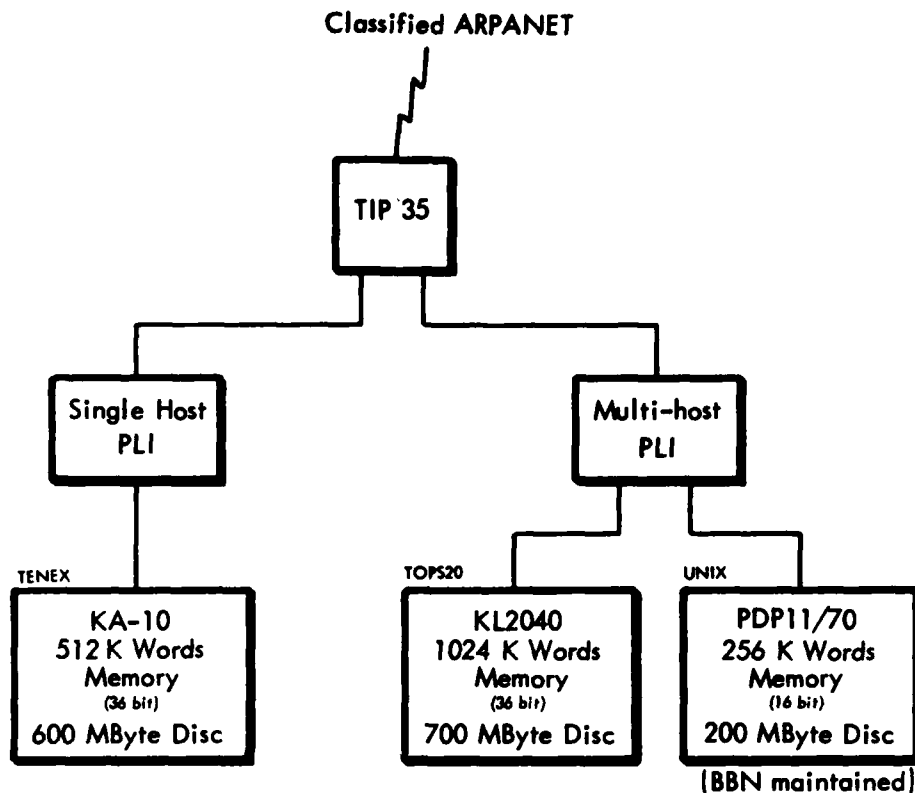 Classified ARPANET
TIP 35
Single Host
PLI
Multi-host
PLI
TENEX
KA-10
512 K Words
Memory
(36 bit)
600 MByte Disc
TOPS20
KL2040
1024 K Words
Memory
(36 bit)
700 MByte Disc
UNIX
PDP11/70
256 K Words
Memory
(16 bit)
200 MByte Disc
(BBN maintained)